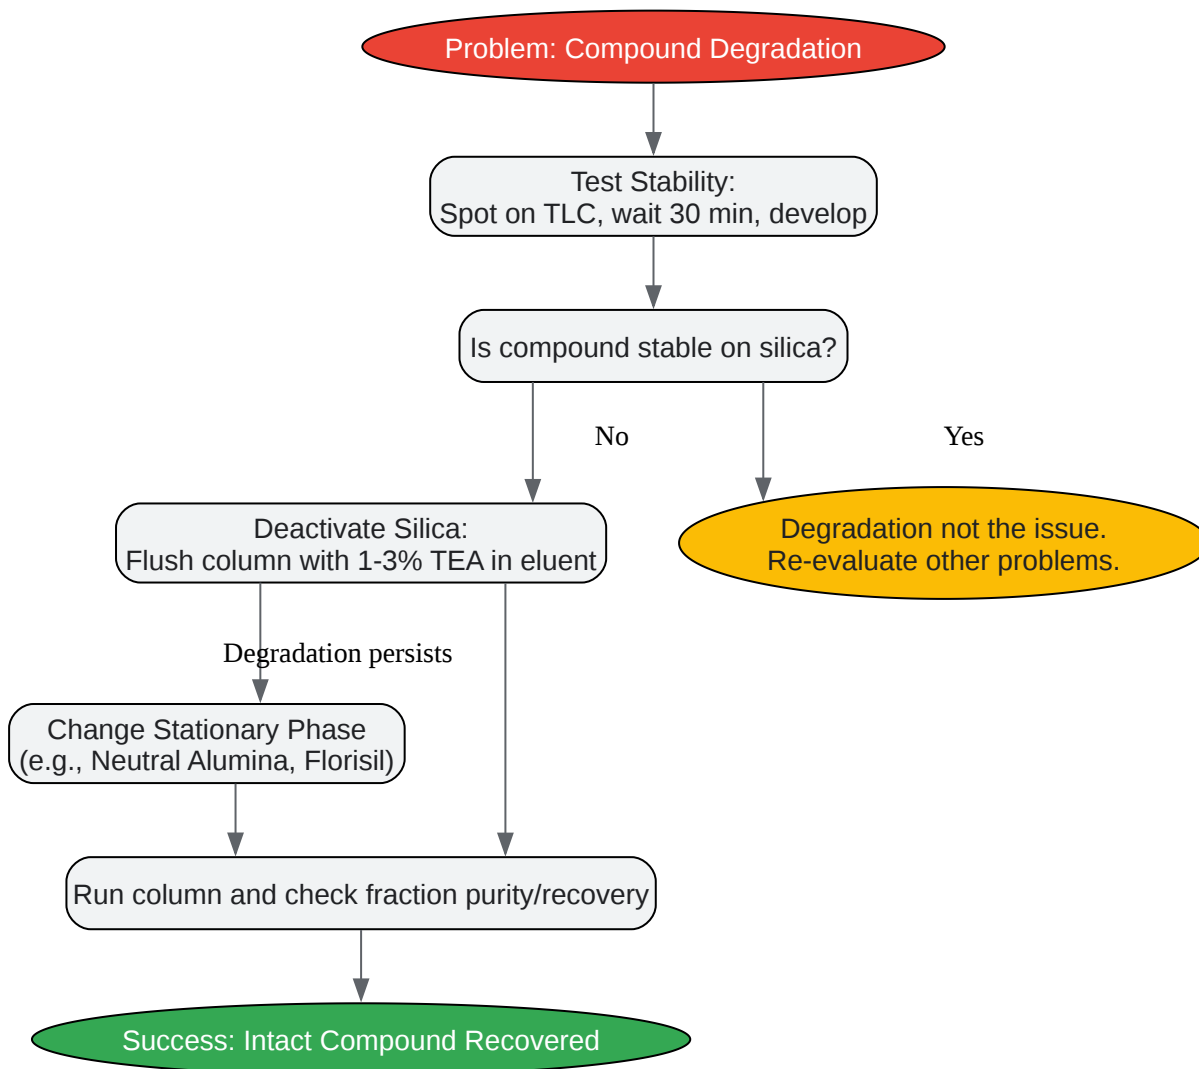 Problem: Compound Degradation
Test Stability:
Spot on TLC, wait 30 min, develop
Is compound stable on silica?
No
Yes
Deactivate Silica:
Flush column with 1-3% TEA in eluent
Degradation not the issue.
Re-evaluate other problems.
Degradation persists
Change Stationary Phase
(e.g., Neutral Alumina, Florisil)
Run column and check fraction purity/recovery
Success: Intact Compound Recovered